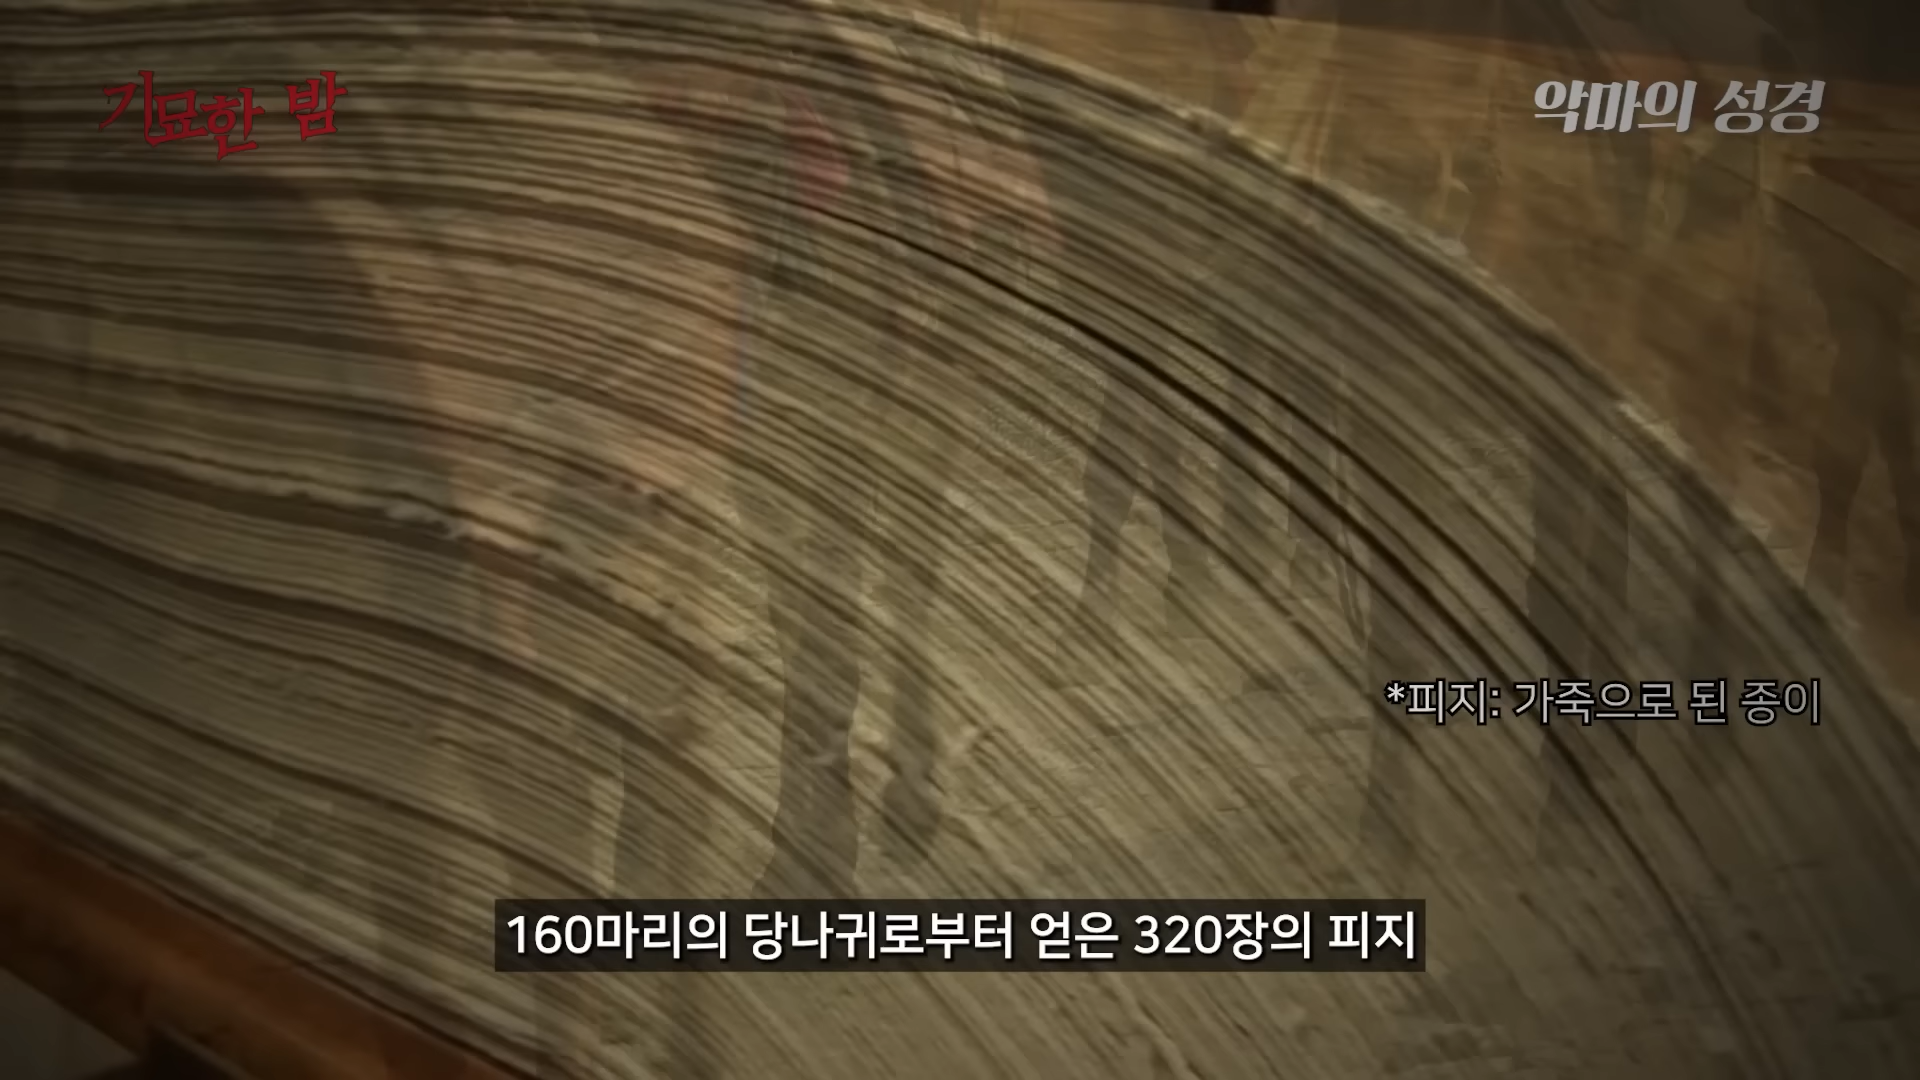 기묘한 밤
악마의 성경
*피지: 가죽으로 된 종이
160마리의 당나귀로부터 얻은 320장의 피지